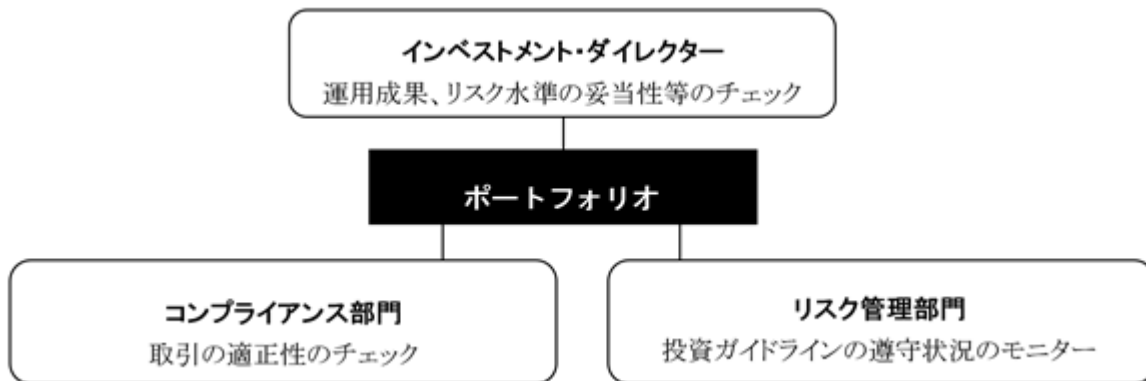 インベストメント・ダイレクター
運用成果、リスク水準の妥当性等のチェック
ポートフォリオ
コンプライアンス部門
取引の適正性のチェック
リスク管理部門
投資ガイドラインの遵守状況のモニター